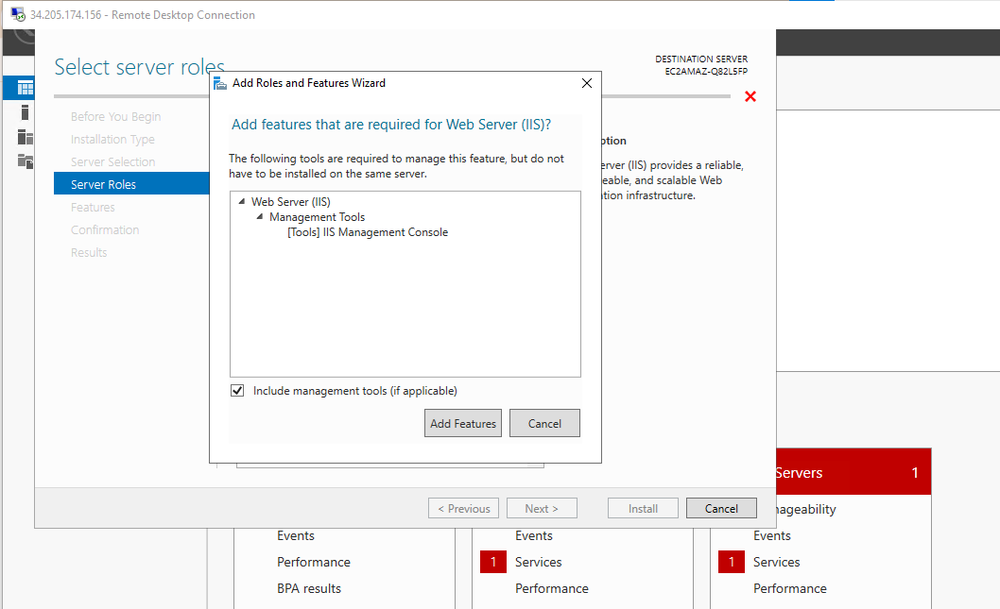 34.205.174.156 - Remote Desktop Connection
Select server roles
DESTINATION SERVER
EC2AMAZ-Q82L5FP
Before You Begin
Installation Type
Server Selection
Server Roles
Features
Confirmation
Results
Add Roles and Features Wizard
Add features that are required for Web Server (IIS)?
The following tools are required to manage this feature, but do not
have to be installed on the same server.
Web Server (IIS)
Management Tools
[Tools] IIS Management Console
Include management tools (if applicable)
Add Features
Cancel
ption
erver (IIS) provides a reliable,
eable, and scalable Web
tion infrastructure.
< Previous
Next >
Install
Cancel
Servers
1
nageability
Events
Performance
BPA results
Events
1
Services
Performance
Events
1
Services
Performance